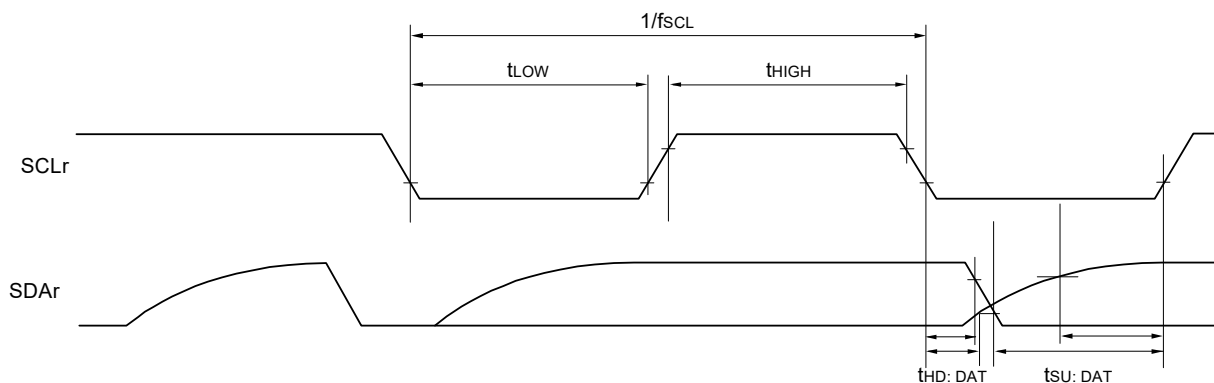 1/fSCL
tLOW
tHIGH
SCLr
SDAr
tHD: DAT
tSU: DAT